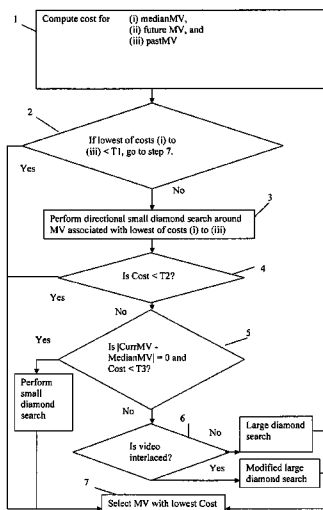 1
Compute cost for (i) medianMV,
(ii) future MV, and
(iii) pastMV
2
If lowest of costs (i) to
(iii) < T1, go to step 7.
Yes
No
3
Perform directional small diamond search around
MV associated with lowest of costs (i) to (iii)
Is Cost < T2?
4
Yes
No
5
Yes
Is |CurrMV -
MedianMV| = 0 and
Cost < T3?
Perform
small
diamond
search
No
6
Is video
interlaced?
No
Large diamond
search
Yes
Modified large
diamond search
7
Select MV with lowest Cost